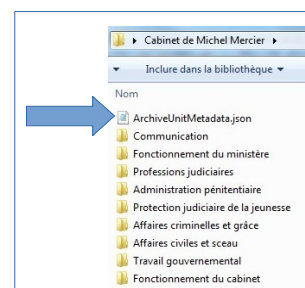 Cabinet de Michel Mercier
Inclure dans la bibliothèque
Nom
ArchiveUnitMetadata.json
Communication
Fonctionnement du ministère
Professions judiciaires
Administration pénitentiaire
Protection judiciaire de la jeunesse
Affaires criminelles et grâce
Affaires civiles et sceau
Travail gouvernemental
Fonctionnement du cabinet